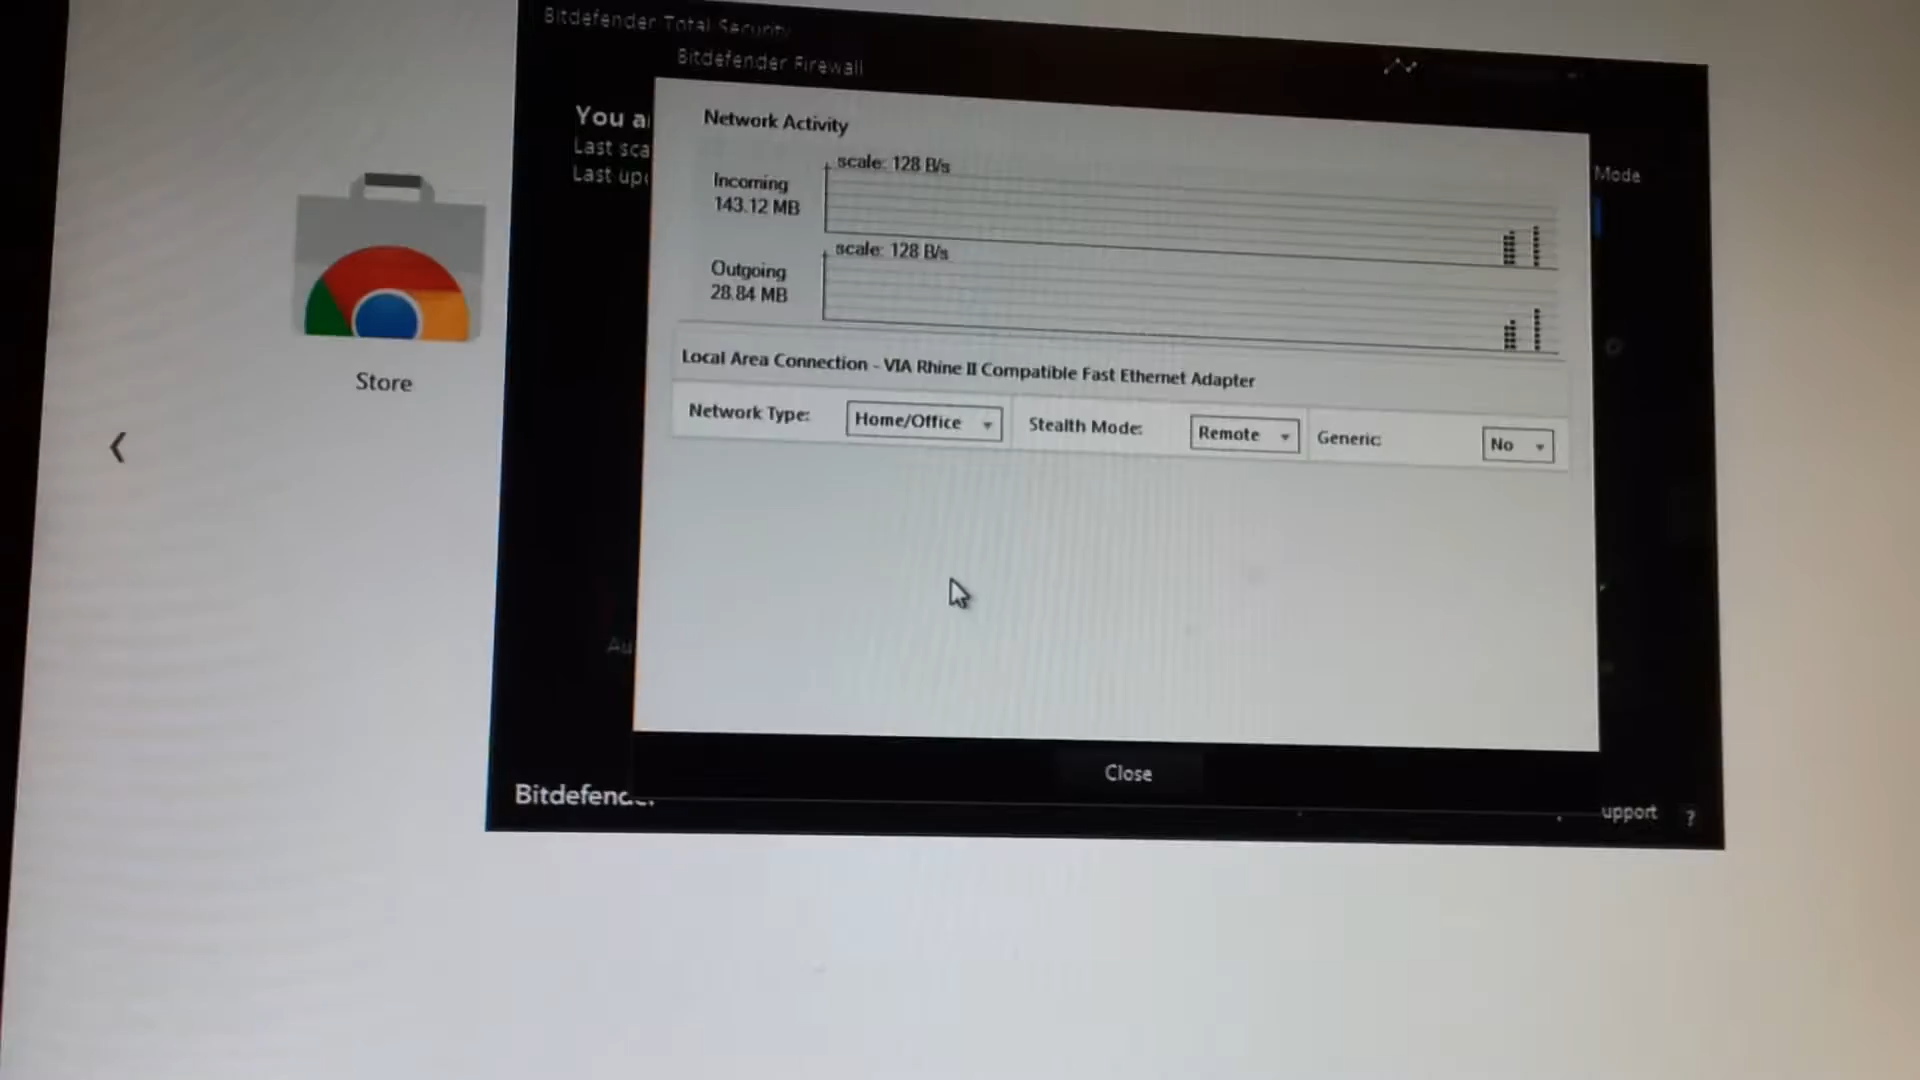 Bitdefender Total Security
Bitdefender Firewall
You a
Last sca
Last up
Network Activity
scale: 128 B/s
Incoming
143.12 MB
scale: 128 B/s
Outgoing
28.84 MB
Mode
Local Area Connection - VIA Rhine II Compatible Fast Ethernet Adapter
Network Type: Home/Office Stealth Mode: Remote Generic: No
Store
Au
Close
Bitdefender
upport ?